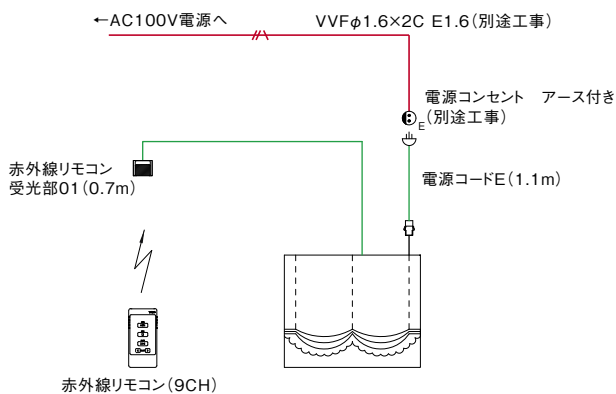 ←AC100V電源へ
VVFφ1.6×2C E1.6(別途工事)
電源コンセント　アース付き
E (別途工事)
赤外線リモコン
受光部01(0.7m)
電源コードE(1.1m)
赤外線リモコン(9CH)